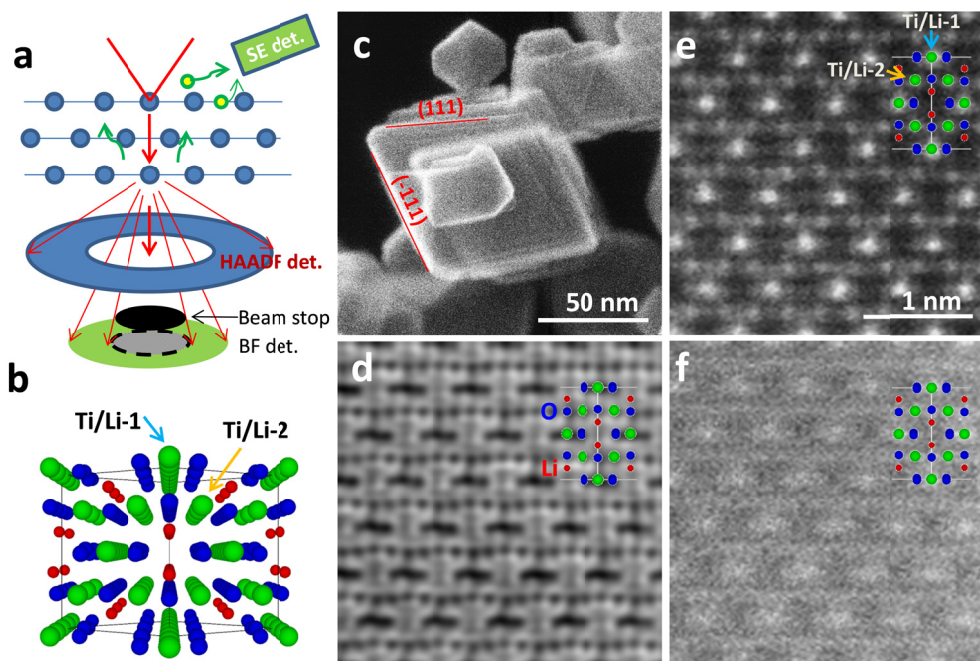 a
SE det.
HAADF det.
Beam stop
BF det.
b
Ti/Li-1
Ti/Li-2
c
(111)
(-111)
50 nm
d
O
Li
e
Ti/Li-1
Ti/Li-2
1 nm
f